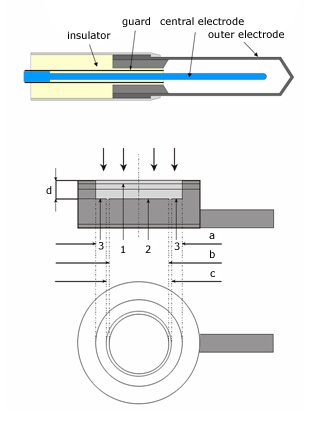 guard central electrode
insulator outer electrode
d
3 1 2 3 a
b
c